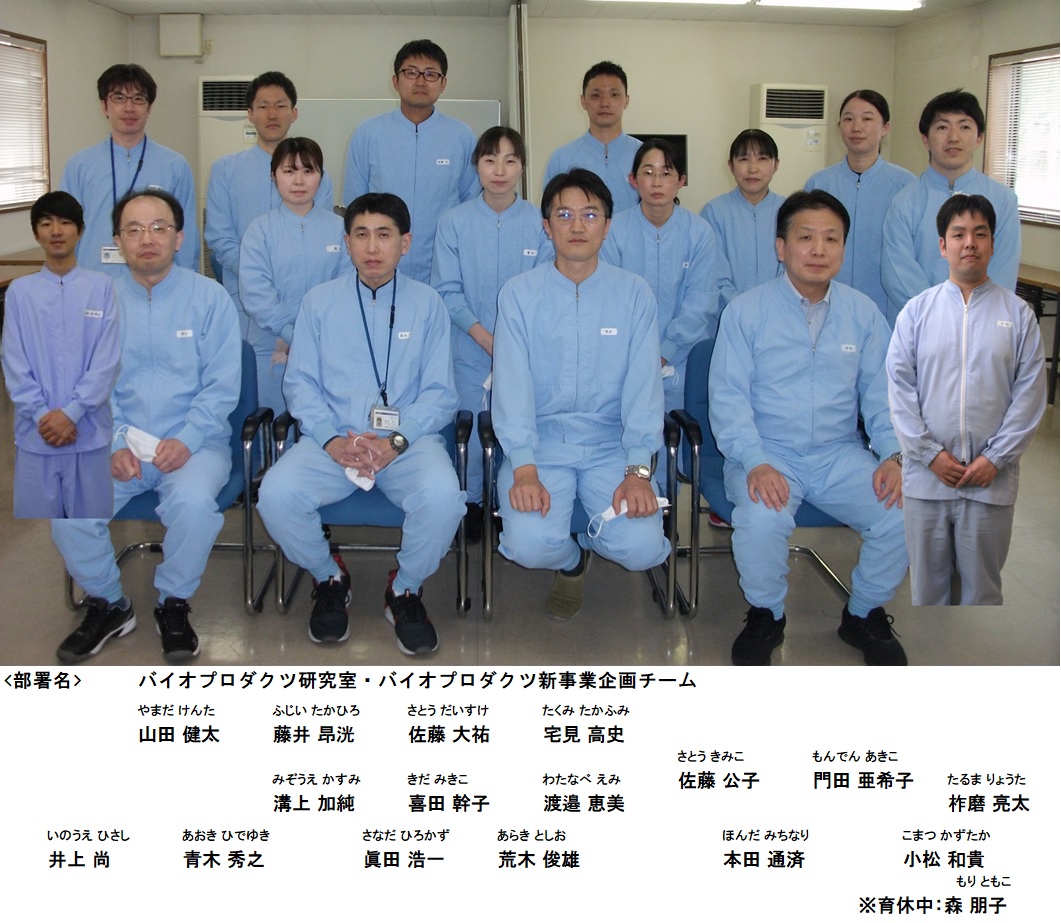 <部署名> バイオプロダクツ研究室・バイオプロダクツ新事業企画チーム
やまだ けんた ふじい たかひろ さとう だいすけ たくみ たかふみ
山田 健太 藤井 昂洸 佐藤 大祐 宅見 高史
さとう きみこ もんでん あきこ
佐藤 公子 門田 亜希子
みぞうえ かすみ きだ みきこ わたなべ えみ たるま りょうた
溝上 加純 喜田 幹子 渡邉 恵美 柞磨 亮太
いのうえ ひさし あおき ひでゆき さなだ ひろかず あらき としお ほんだ みちなり こまつ かずたか
井上 尚 青木 秀之 眞田 浩一 荒木 俊雄 本田 通済 小松 和貴
もり ともこ
※育休中：森 朋子